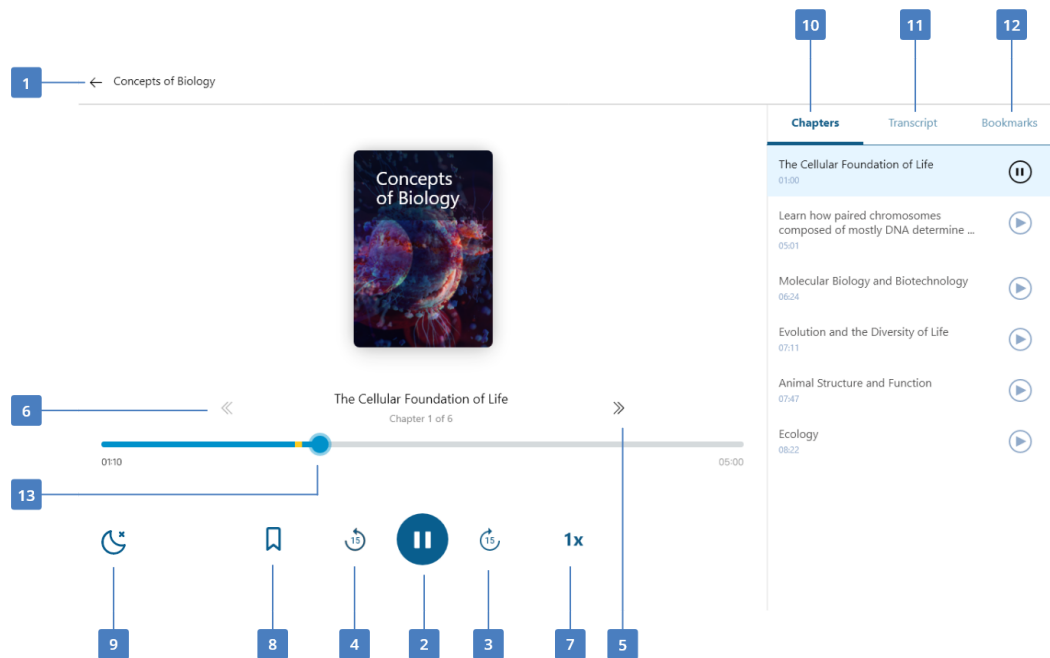 10
11
12
1
Concepts of Biology
Chapters
Transcript
Bookmarks
Concepts
of Biology
The Cellular Foundation of Life
01:00
Learn how paired chromosomes
composed of mostly DNA determine ...
05:01
Molecular Biology and Biotechnology
06:24
Evolution and the Diversity of Life
07:11
Animal Structure and Function
07:47
Ecology
08:22
6
The Cellular Foundation of Life
Chapter 1 of 6
01:10
05:00
13
15
15
1x
9
8
4
2
3
7
5